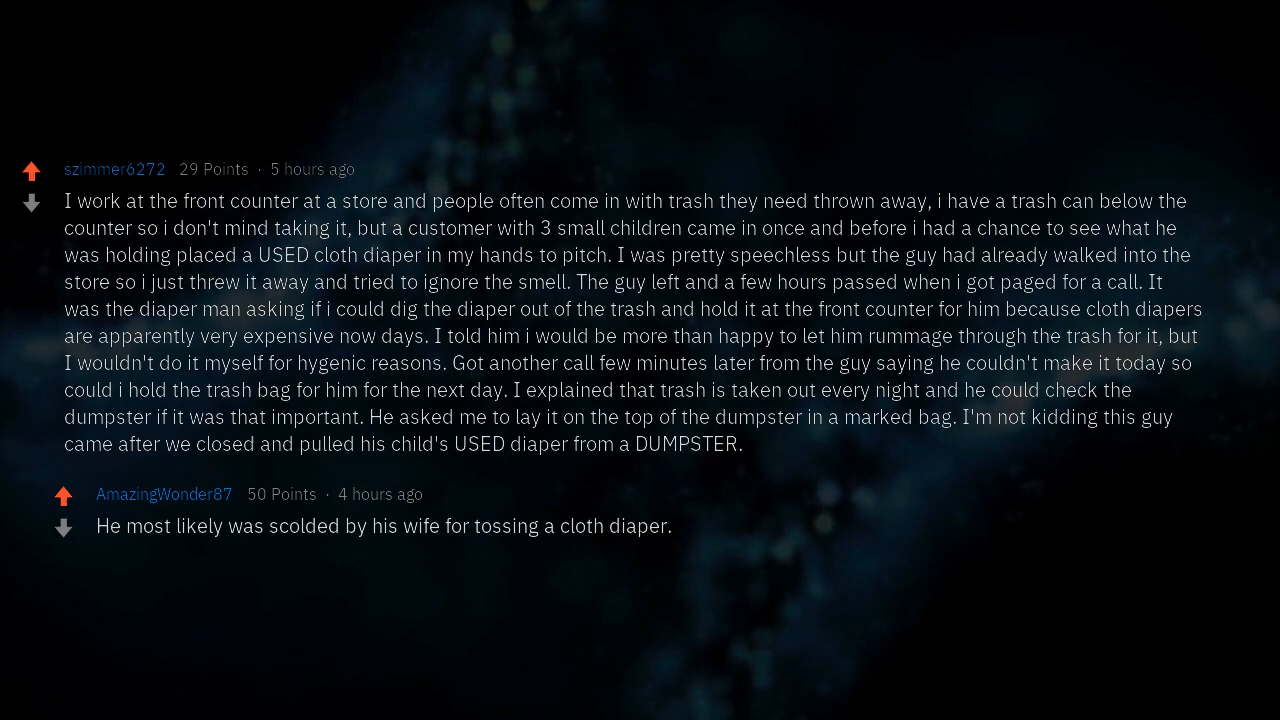 szimmer6272 29 Points · 5 hours ago
I work at the front counter at a store and people often come in with trash they need thrown away, i have a trash can below the
counter so i don't mind taking it, but a customer with 3 small children came in once and before i had a chance to see what he
was holding placed a USED cloth diaper in my hands to pitch. I was pretty speechless but the guy had already walked into the
store so i just threw it away and tried to ignore the smell. The guy left and a few hours passed when i got paged for a call. It
was the diaper man asking if i could dig the diaper out of the trash and hold it at the front counter for him because cloth diapers
are apparently very expensive now days. I told him i would be more than happy to let him rummage through the trash for it, but
I wouldn't do it myself for hygenic reasons. Got another call few minutes later from the guy saying he couldn't make it today so
could i hold the trash bag for him for the next day. I explained that trash is taken out every night and he could check the
dumpster if it was that important. He asked me to lay it on the top of the dumpster in a marked bag. I'm not kidding this guy
came after we closed and pulled his child's USED diaper from a DUMPSTER.
AmazingWonder87 50 Points · 4 hours ago
He most likely was scolded by his wife for tossing a cloth diaper.